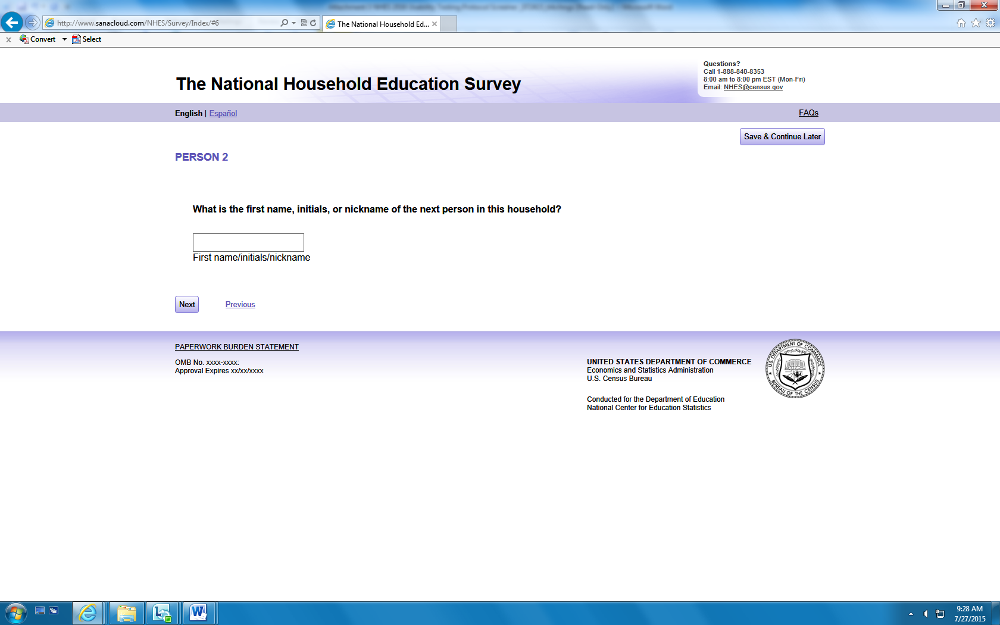 http://www.sanacloud.com/NHES/Survey/Index/#6
The National Household Ed...
Convert
Select
Questions?
Call 1-888-840-8353
8:00 am to 8:00 pm EST (Mon-Fri)
Email: NHES@census.gov
The National Household Education Survey
English | Español
FAQs
Save & Continue Later
PERSON 2
What is the first name, initials, or nickname of the next person in this household?
First name/initials/nickname
Next
Previous
PAPERWORK BURDEN STATEMENT
OMB No. xxxx-xxxx:
Approval Expires xx/xx/xxxx
UNITED STATES DEPARTMENT OF COMMERCE
Economics and Statistics Administration
U.S. Census Bureau
Conducted for the Department of Education
National Center for Education Statistics
U.S. DEPARTMENT OF COMMERCE
BUREAU OF THE CENSUS
9:28 AM
7/27/2015